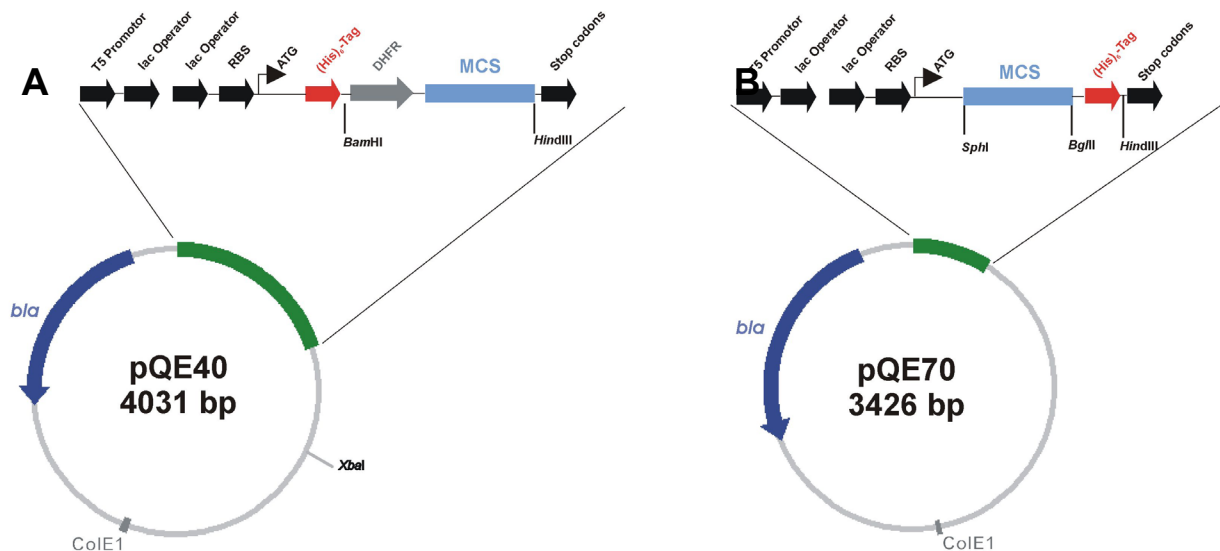 A
T5 Promotor
lac Operator
lac Operator
RBS
ATG
(His)6-Tag
DHFR
MCS
Stop codons
BamHI
HindIII
bla
pQE40
4031 bp
XbaI
ColE1
B
T5 Promotor
lac Operator
lac Operator
RBS
ATG
MCS
(His)6-Tag
Stop codons
SphI
BglII
HindIII
bla
pQE70
3426 bp
ColE1